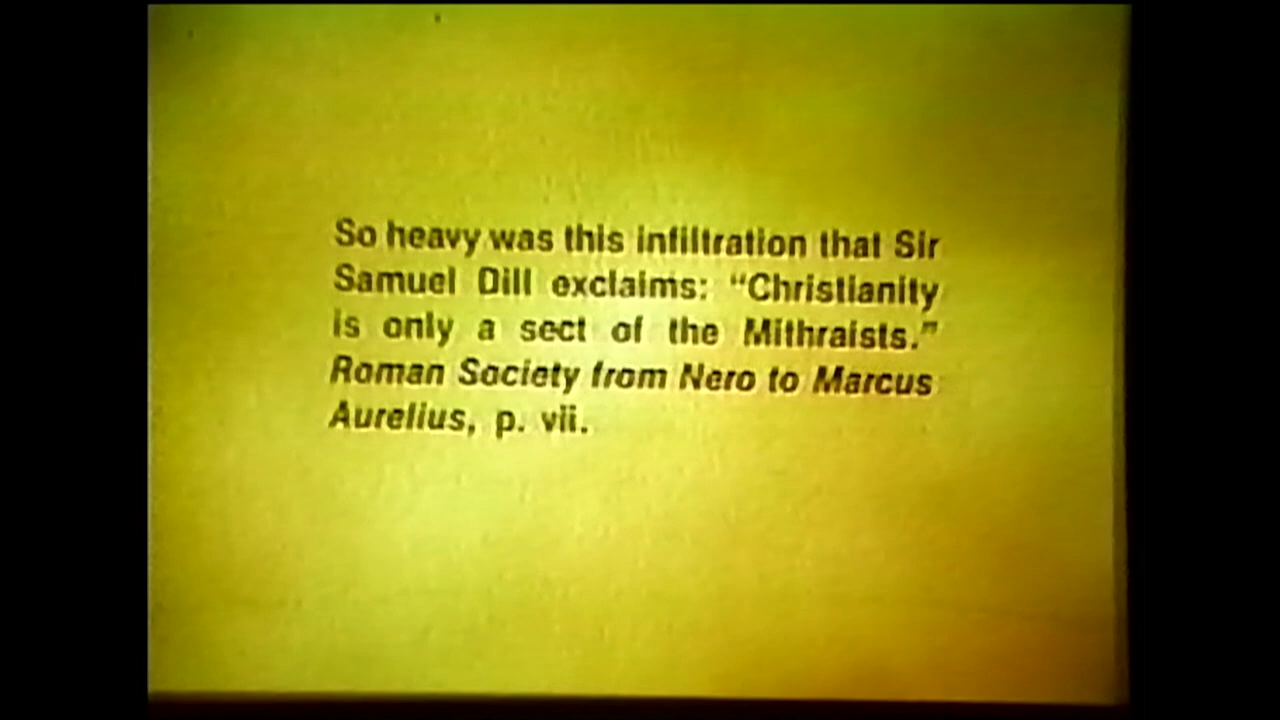 So heavy was this infiltration that Sir
Samuel Dill exclaims: “Christianity
is only a sect of the Mithraists.”
Roman Society from Nero to Marcus
Aurelius, p. vii.